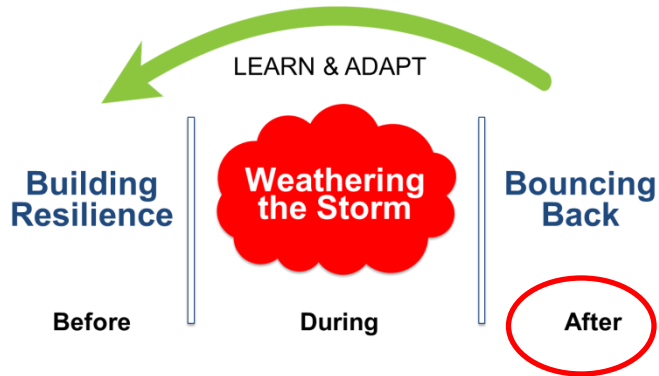 LEARN & ADAPT
Building
Resilience
Weathering
the Storm
Bouncing
Back
Before
During
After